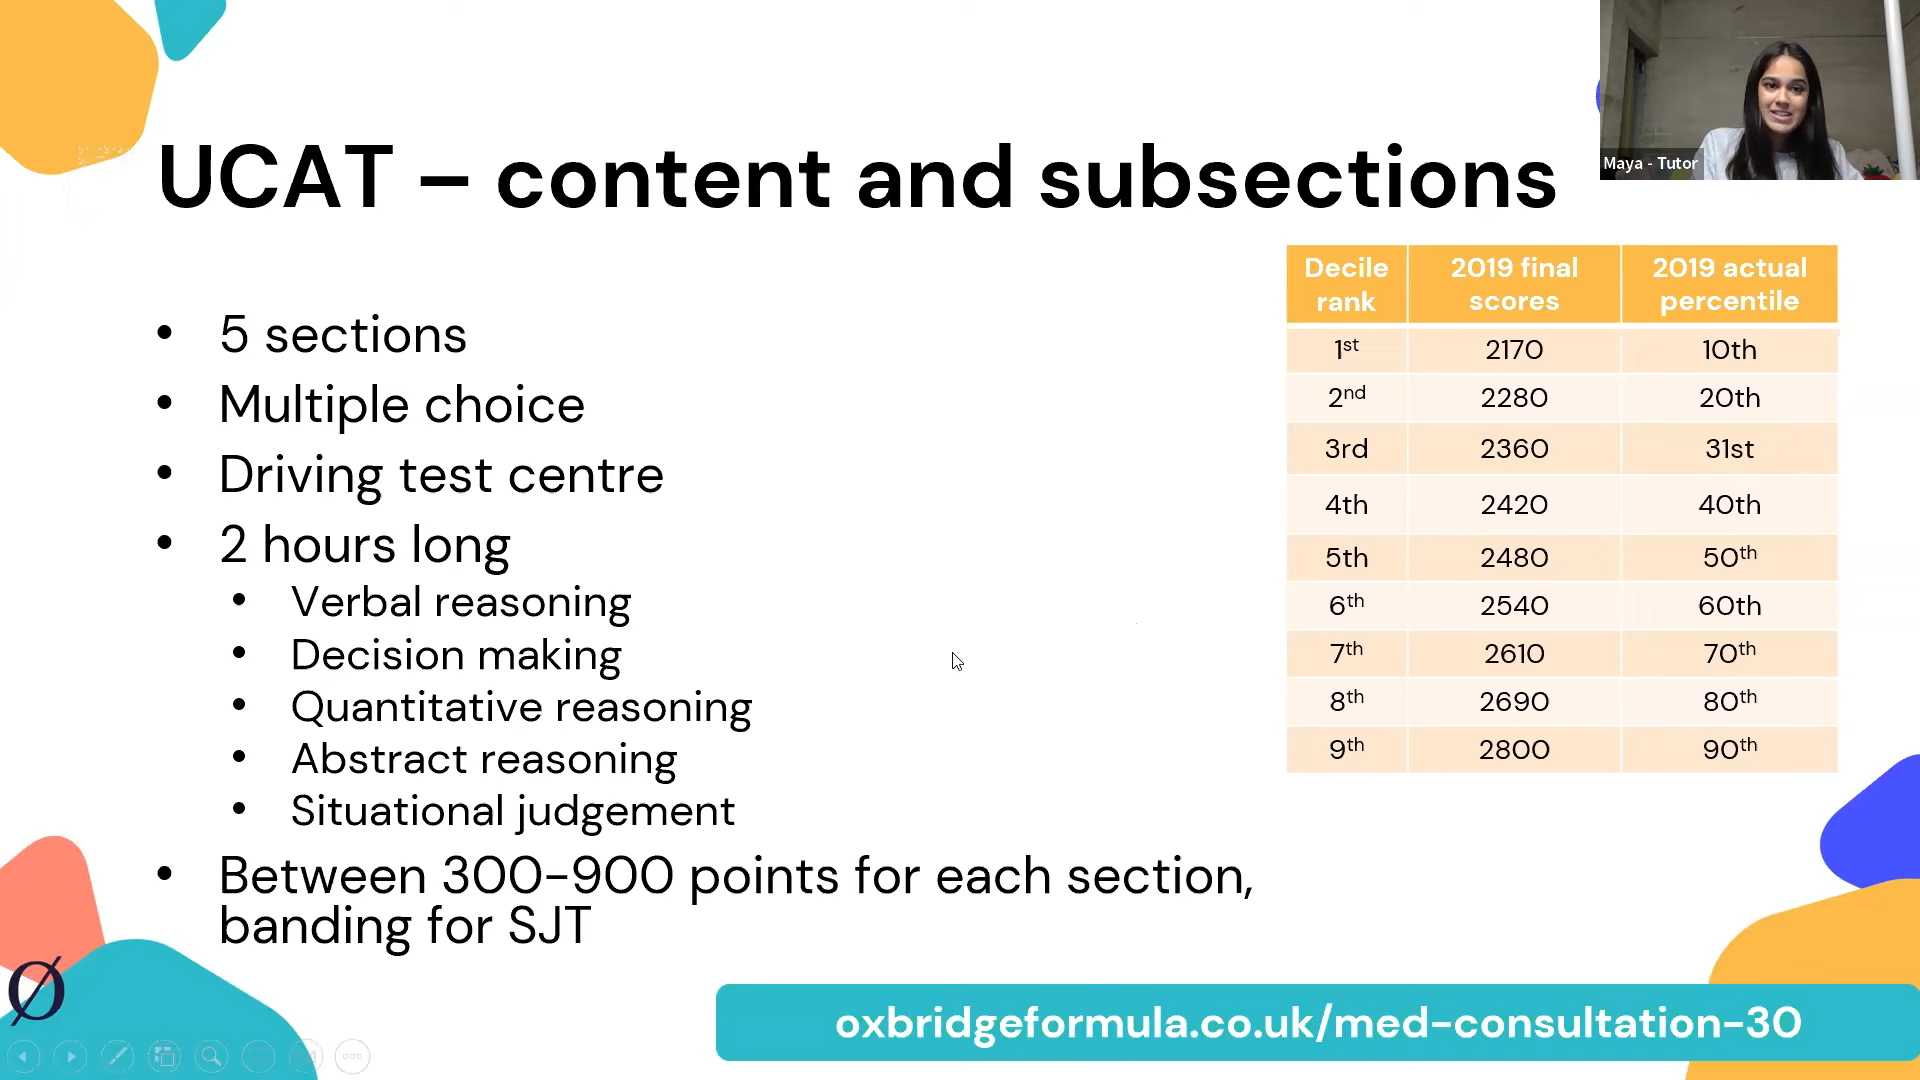 UCAT – content and subsections
Maya - Tutor
• 5 sections
• Multiple choice
• Driving test centre
• 2 hours long
• Verbal reasoning
• Decision making
• Quantitative reasoning
• Abstract reasoning
• Situational judgement
• Between 300-900 points for each section,
banding for SJT
Decile rank 2019 final scores 2019 actual percentile
1st 2170 10th
2nd 2280 20th
3rd 2360 31st
4th 2420 40th
5th 2480 50th
6th 2540 60th
7th 2610 70th
8th 2690 80th
9th 2800 90th
Ø
oxbridgeformula.co.uk/med-consultation-30